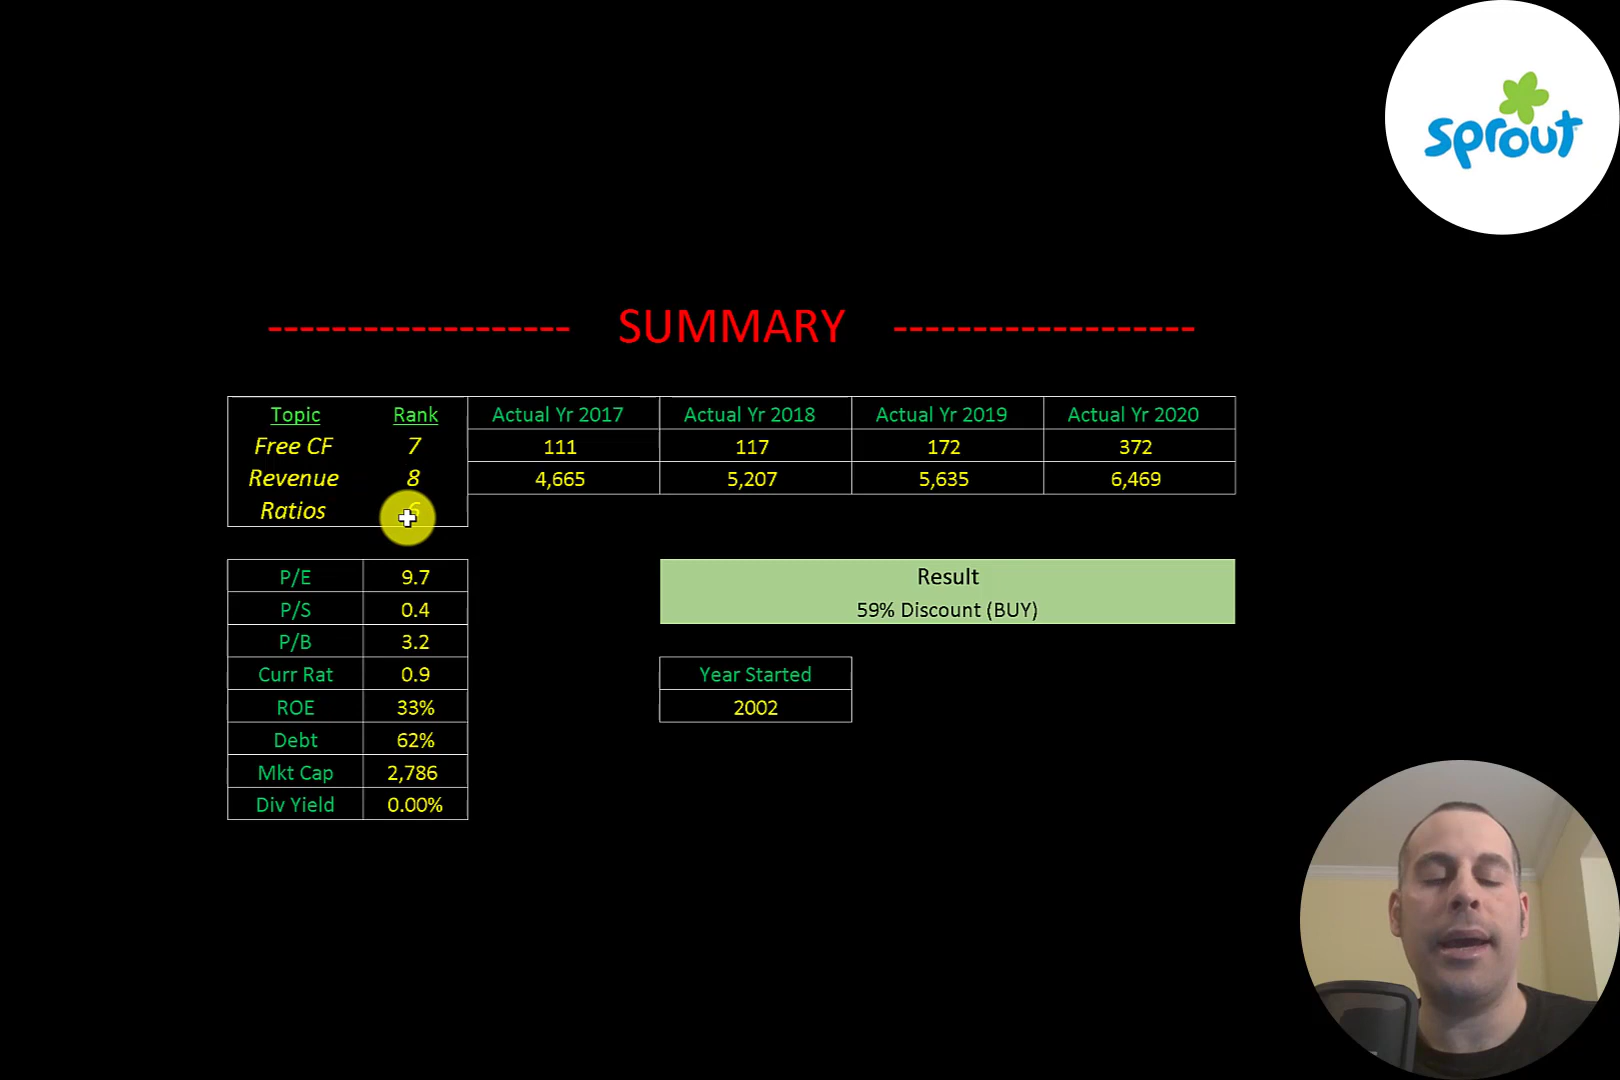 sprout
------------------- SUMMARY -------------------
Topic Rank Actual Yr 2017 Actual Yr 2018 Actual Yr 2019 Actual Yr 2020
Free CF 7 111 117 172 372
Revenue 8 4,665 5,207 5,635 6,469
Ratios
P/E 9.7 Result
P/S 0.4 59% Discount (BUY)
P/B 3.2
Curr Rat 0.9 Year Started
ROE 33% 2002
Debt 62%
Mkt Cap 2,786
Div Yield 0.00%